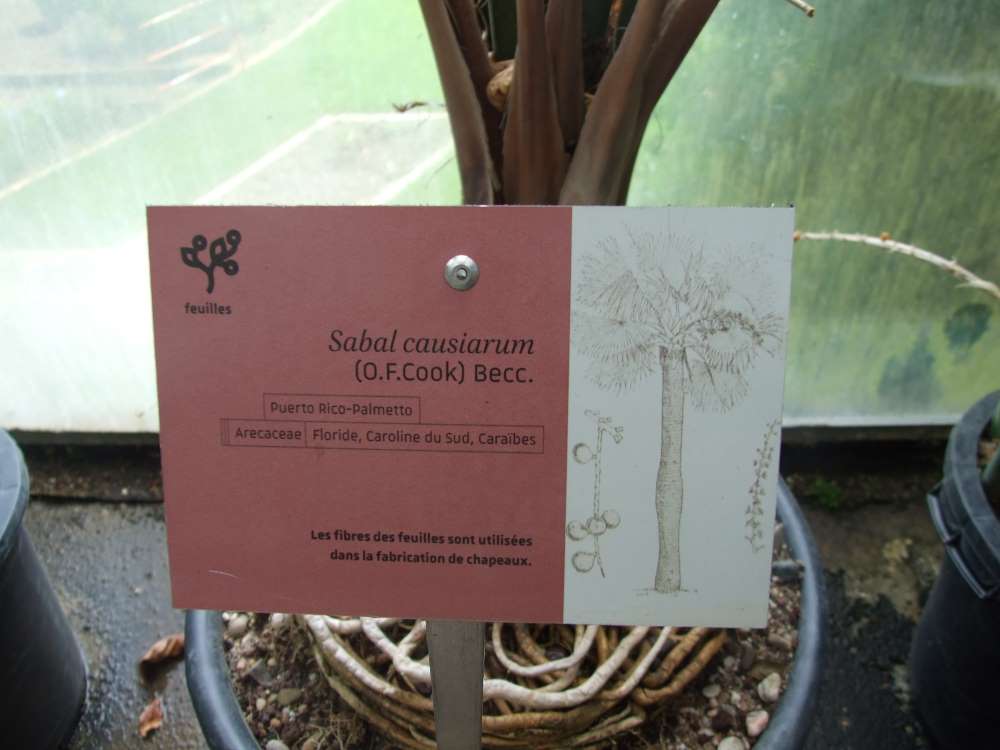 feuilles
Sabal causiarum
(O.F.Cook) Becc.
Puerto Rico-Palmetto
Arecaceae Floride, Caroline du Sud, Caraïbes
Les fibres des feuilles sont utilisées
dans la fabrication de chapeaux.